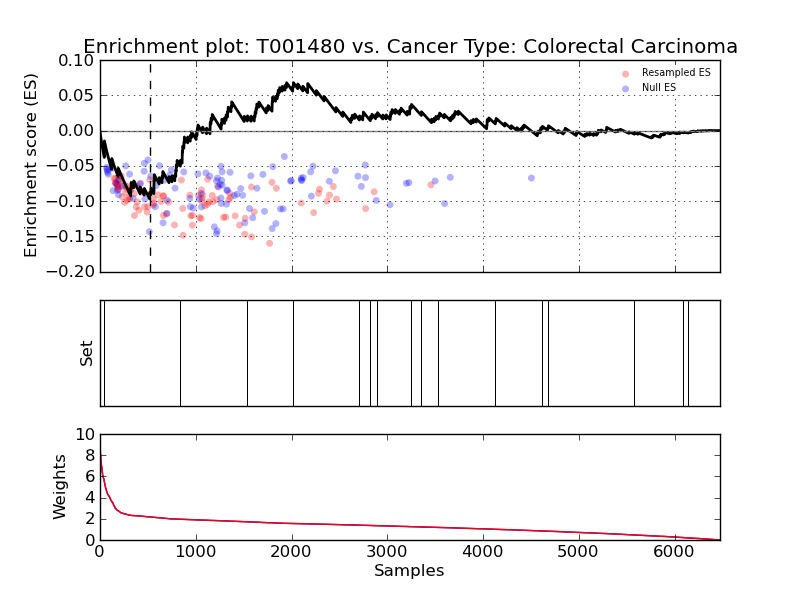 Enrichment plot: T001480 vs. Cancer Type: Colorectal Carcinoma
Enrichment score (ES)
0.10
0.05
0.00
−0.05
−0.10
−0.15
−0.20
Resampled ES
Null ES
Set
Weights
10
8
6
4
2
0
0 1000 2000 3000 4000 5000 6000
Samples